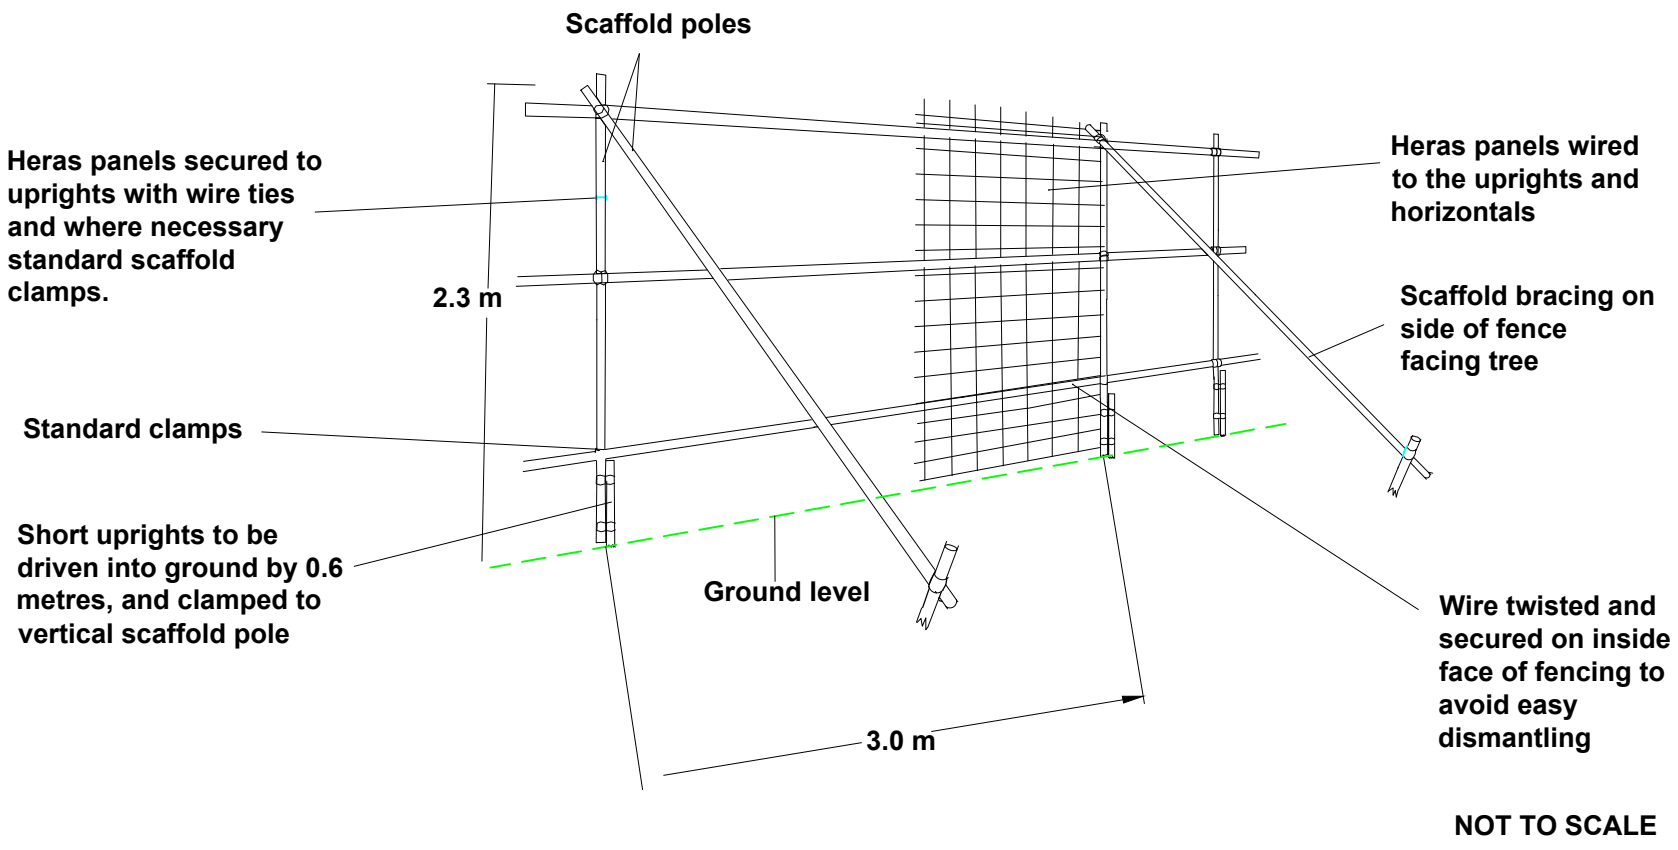 Scaffold poles
Heras panels secured to
uprights with wire ties
and where necessary
standard scaffold
clamps.
2.3 m
Standard clamps
Short uprights to be
driven into ground by 0.6
metres, and clamped to
vertical scaffold pole
Ground level
3.0 m
Heras panels wired
to the uprights and
horizontals
Scaffold bracing on
side of fence
facing tree
Wire twisted and
secured on inside
face of fencing to
avoid easy
dismantling
NOT TO SCALE